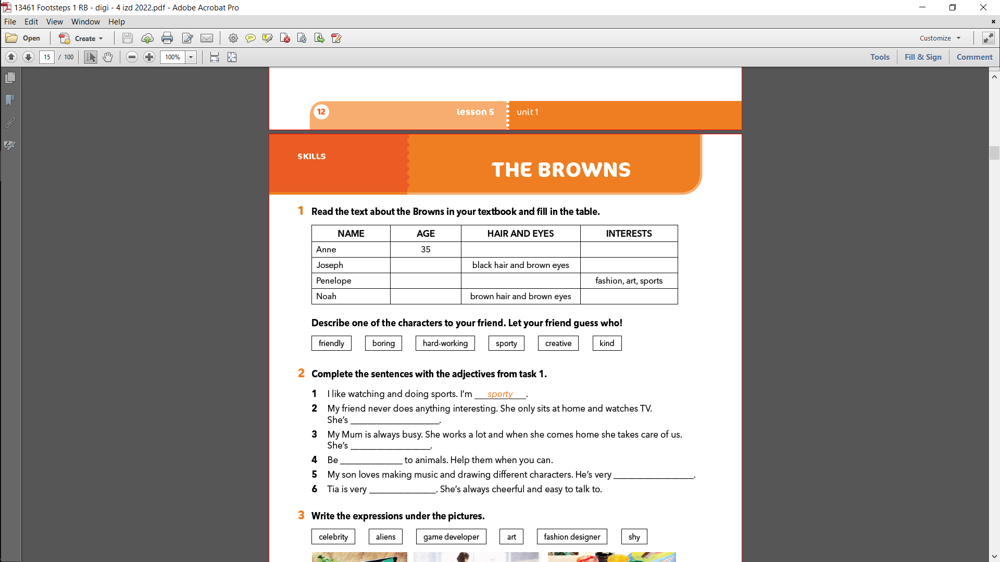 13461 Footsteps 1 RB - digi - 4 izd 2022.pdf - Adobe Acrobat Pro
File Edit View Window Help
Open Create Customize
15 / 100 100% Tools Fill & Sign Comment
12 lesson 5 unit 1
SKILLS
THE BROWNS
1 Read the text about the Browns in your textbook and fill in the table.
NAME AGE HAIR AND EYES INTERESTS
Anne 35
Joseph black hair and brown eyes
Penelope fashion, art, sports
Noah brown hair and brown eyes
Describe one of the characters to your friend. Let your friend guess who!
friendly boring hard-working sporty creative kind
2 Complete the sentences with the adjectives from task 1.
1 I like watching and doing sports. I'm ___sporty___.
2 My friend never does anything interesting. She only sits at home and watches TV.
She's ____________________.
3 My Mum is always busy. She works a lot and when she comes home she takes care of us.
She's __________________.
4 Be ______________ to animals. Help them when you can.
5 My son loves making music and drawing different characters. He's very __________________.
6 Tia is very _______________. She's always cheerful and easy to talk to.
3 Write the expressions under the pictures.
celebrity aliens game developer art fashion designer shy